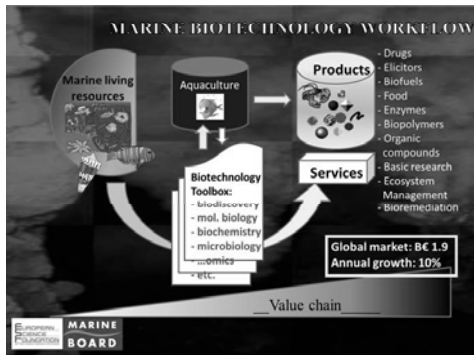 MARINE BIOTECHNOLOGY WORKFLOW
Marine living
resources
Aquaculture
Products
- Drugs
- Elicitors
- Biofuels
- Food
- Enzymes
- Biopolymers
- Organic
compounds
- Basic research
- Ecosystem
Management
- Bioremediation
Services
Biotechnology
Toolbox:
- biodiscovery
- mol. biology
- biochemistry
- microbiology
- ...omics
- etc.
Global market: B€ 1.9
Annual growth: 10%
__Value chain_____
EUROPEAN
SCIENCE
FOUNDATION
MARINE
BOARD